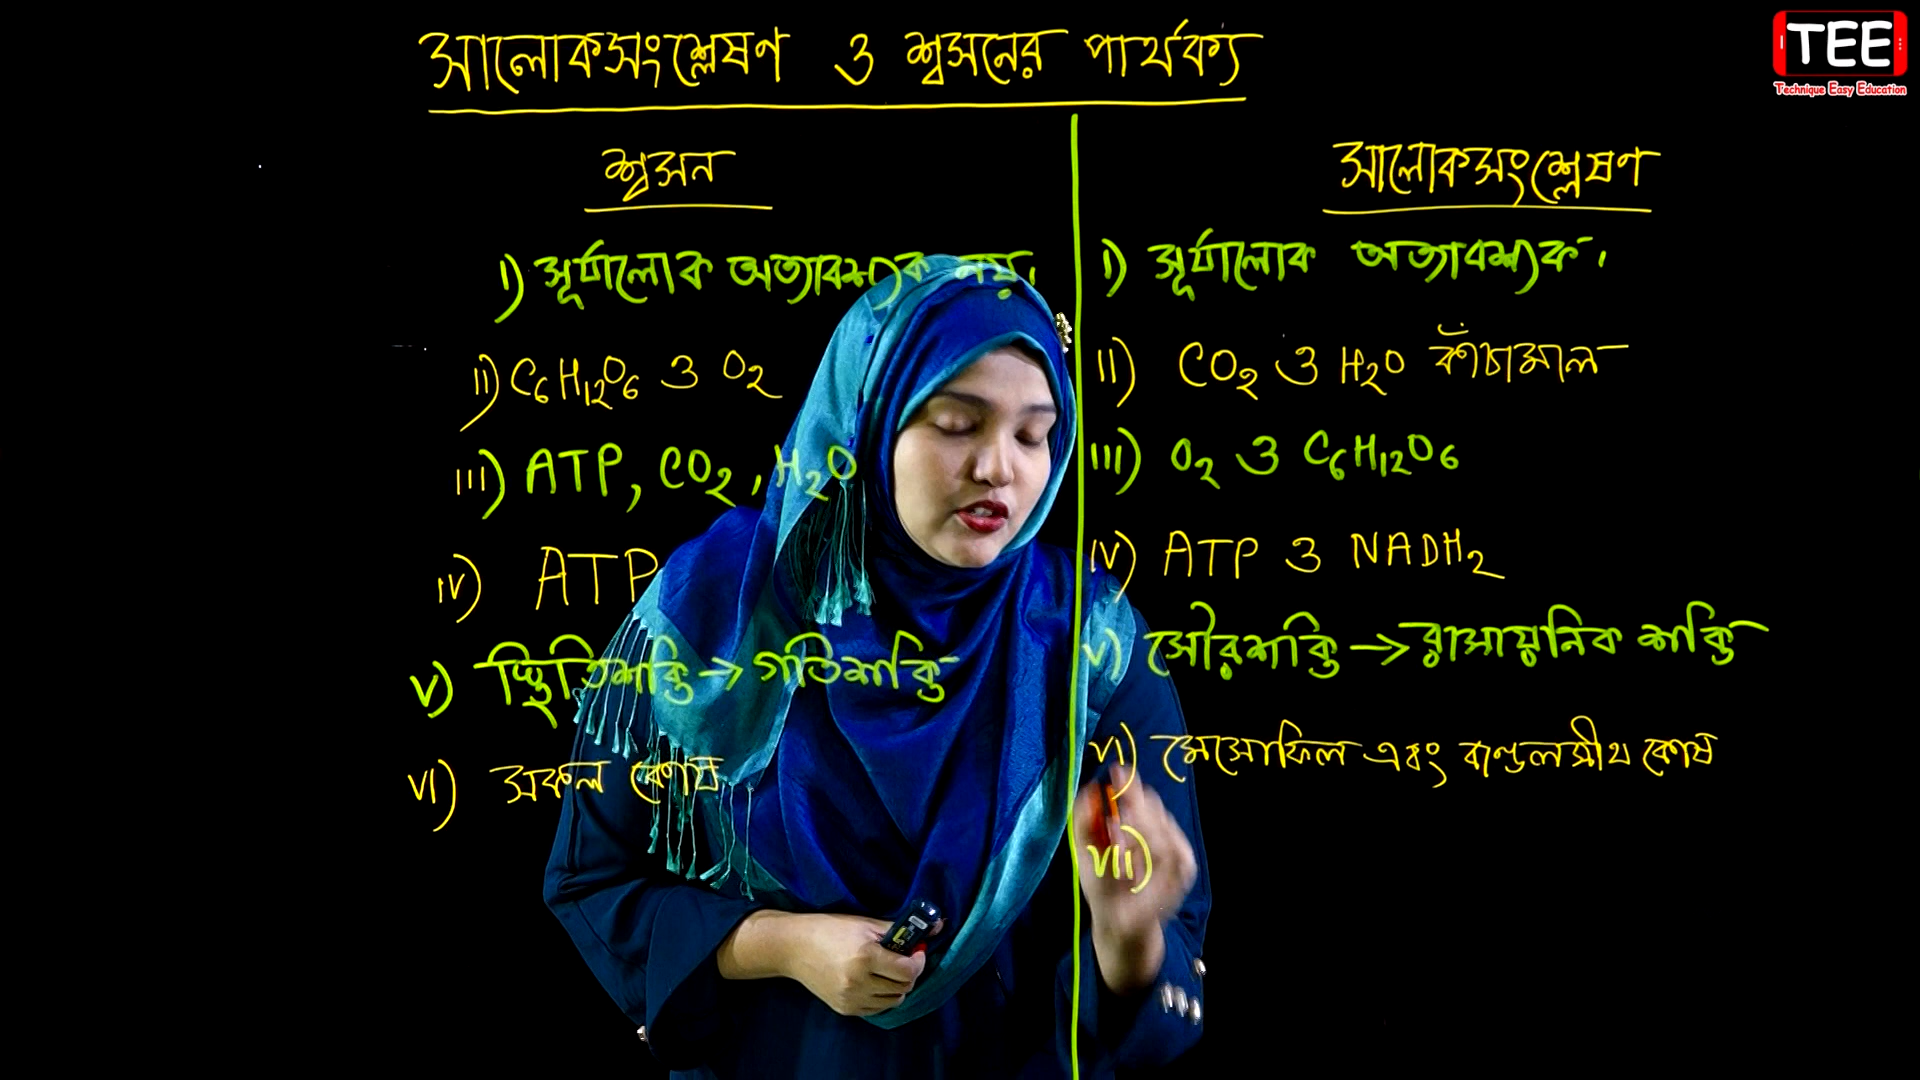 আলোকসংশ্লেষণ ও শ্বসনের পার্থক্য
TEE
Technique Easy Education
শ্বসন
i) সূর্যালোক অত্যাবশ্যক নয়।
ii) C6H12O6 ও O2
iii) ATP, CO2, H2O
iv) ATP
v) স্থিতিশক্তি → গতিশক্তি
vi) সকল কোষ
আলোকসংশ্লেষণ
i) সূর্যালোক অত্যাবশ্যক।
ii) CO2 ও H2O কাঁচামাল
iii) O2 ও C6H12O6
iv) ATP ও NADH2
v) সৌরশক্তি → রাসায়নিক শক্তি
vi) মেসোফিল এবং বান্ডলসীথ কোষ
vii)